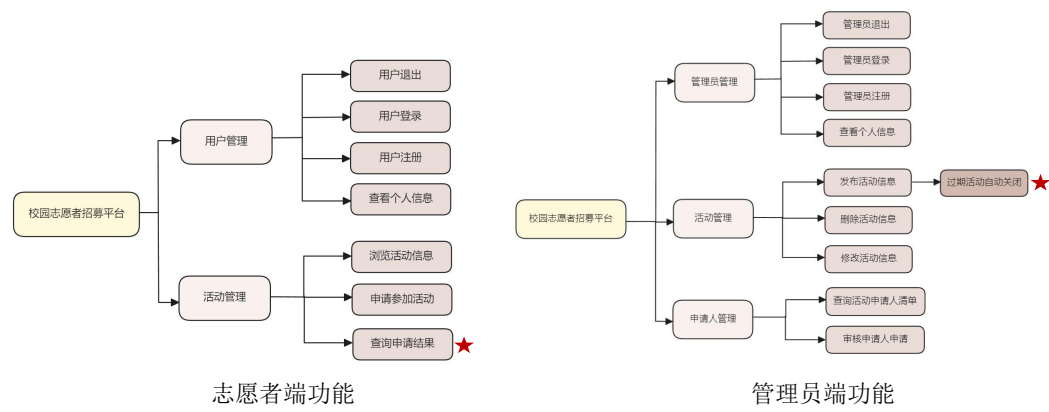 校园志愿者招募平台
用户管理
用户退出
用户登录
用户注册
查看个人信息
活动管理
浏览活动信息
申请参加活动
查询申请结果
志愿者端功能
校园志愿者招募平台
管理员管理
管理员退出
管理员登录
管理员注册
查看个人信息
活动管理
发布活动信息
过期活动自动关闭
删除活动信息
修改活动信息
申请人管理
查询活动申请人清单
审核申请人申请
管理员端功能